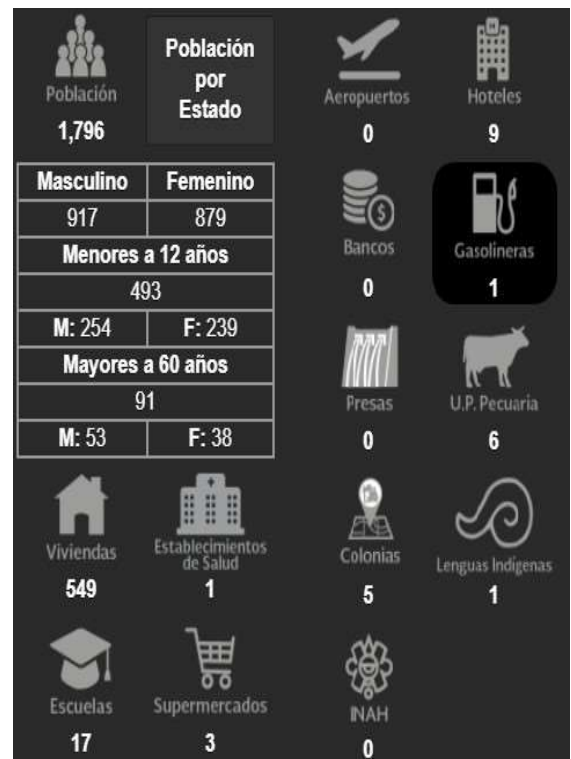 Población
1,796
Población
por
Estado
Aeropuertos
0
Hoteles
H
9
Masculino Femenino
917 879
Menores a 12 años
493
M: 254 F: 239
Mayores a 60 años
91
M: 53 F: 38
$
Bancos
0
Gasolineras
1
Presas
0
U.P. Pecuaria
6
Viviendas
549
Establecimientos
de Salud
1
Colonias
5
Lenguas Indígenas
1
Escuelas
17
Supermercados
3
INAH
0